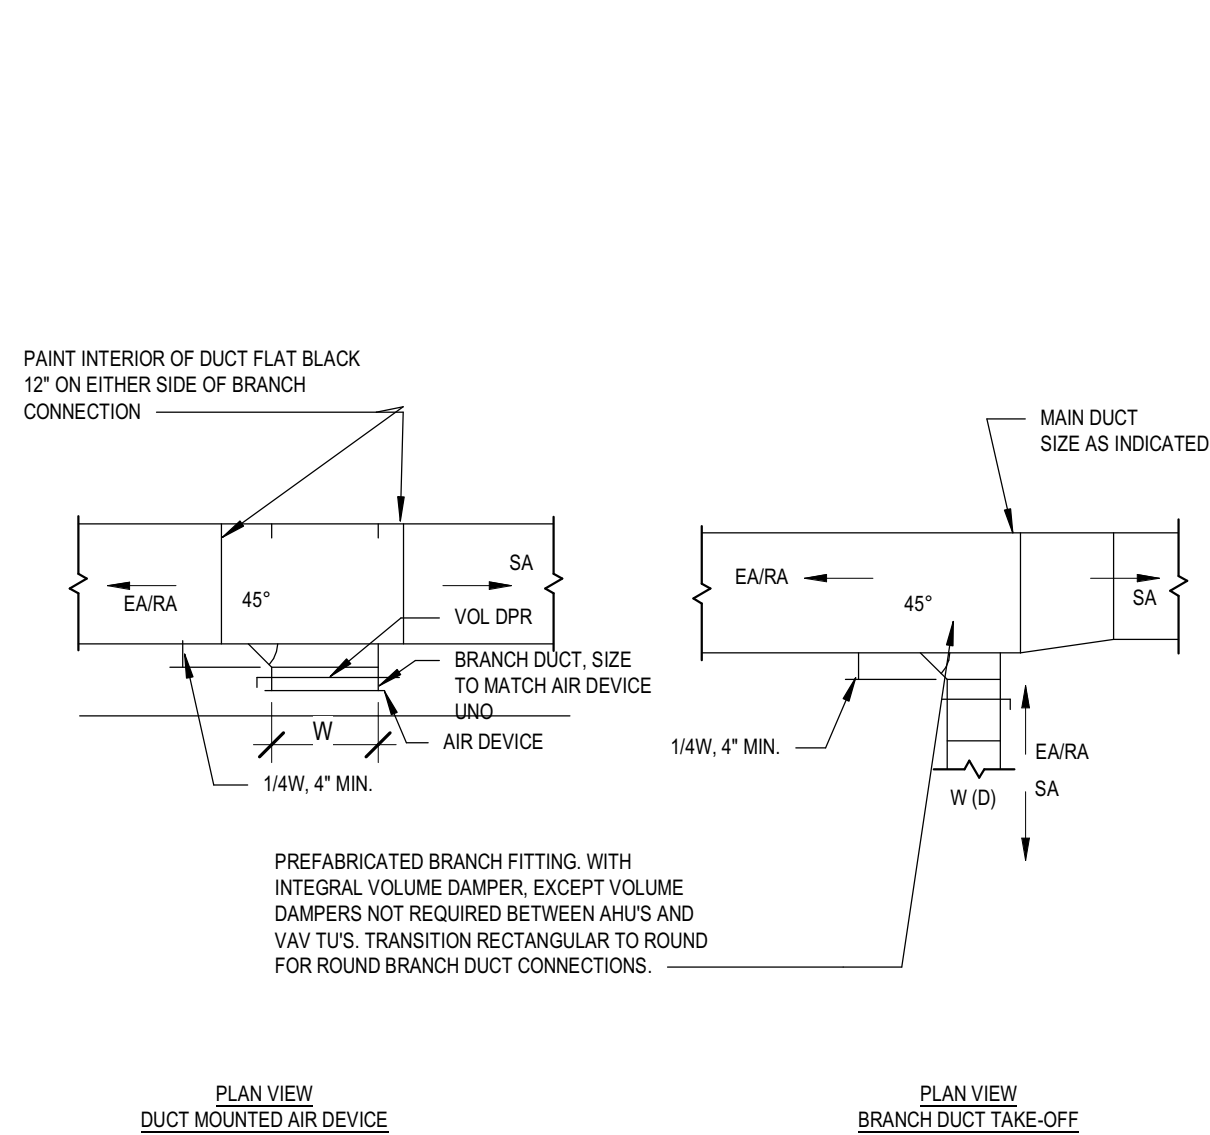 PAINT INTERIOR OF DUCT FLAT BLACK
12" ON EITHER SIDE OF BRANCH
CONNECTION
SA
EA/RA
45°
VOL DPR
BRANCH DUCT, SIZE
TO MATCH AIR DEVICE
UNO
W
AIR DEVICE
1/4W, 4" MIN.
MAIN DUCT
SIZE AS INDICATED
EA/RA
45°
SA
1/4W, 4" MIN.
EA/RA
W (D)
SA
PREFABRICATED BRANCH FITTING. WITH
INTEGRAL VOLUME DAMPER, EXCEPT VOLUME
DAMPERS NOT REQUIRED BETWEEN AHU'S AND
VAV TU'S. TRANSITION RECTANGULAR TO ROUND
FOR ROUND BRANCH DUCT CONNECTIONS.
PLAN VIEW
DUCT MOUNTED AIR DEVICE
PLAN VIEW
BRANCH DUCT TAKE-OFF